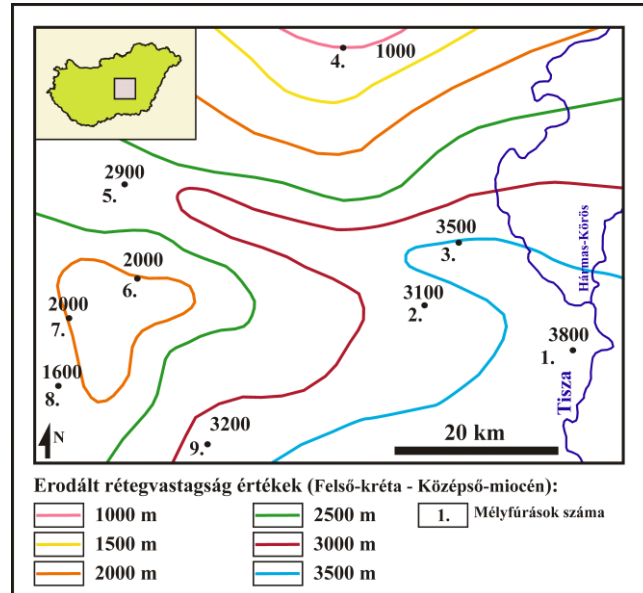 4. 1000
2900
5.
3500
3.
2000
6.
2000
7.
3100
2.
3800
1.
1600
8.
3200
9.
Hármas-Körös
Tisza
N
20 km
Erodált rétegvastagság értékek (Felső-kréta - Középső-miocén):
1000 m
2500 m
1. Mélyfúrások száma
1500 m
3000 m
2000 m
3500 m